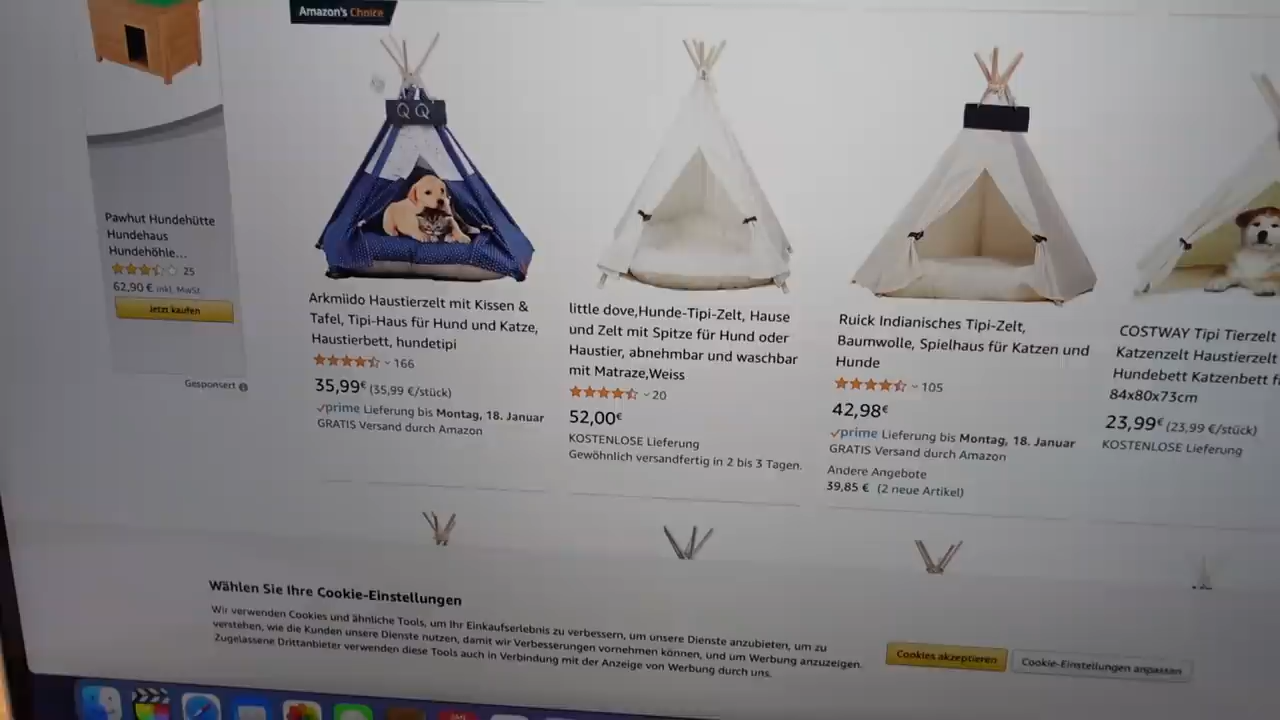 Amazon's Choice
QQ
Pawhut Hundehütte
Hundehaus
Hundehöhle...
25
62,90 € inkl. MwSt.
Jetzt kaufen
Gesponsert
Arkmiido Haustierzelt mit Kissen &
Tafel, Tipi-Haus für Hund und Katze,
Haustierbett, hundetipi
166
35,99€ (35,99 €/stück)
prime Lieferung bis Montag, 18. Januar
GRATIS Versand durch Amazon
little dove,Hunde-Tipi-Zelt, Hause
und Zelt mit Spitze für Hund oder
Haustier, abnehmbar und waschbar
mit Matraze,Weiss
20
52,00€
KOSTENLOSE Lieferung
Gewöhnlich versandfertig in 2 bis 3 Tagen.
Ruick Indianisches Tipi-Zelt,
Baumwolle, Spielhaus für Katzen und
Hunde
105
42,98€
prime Lieferung bis Montag, 18. Januar
GRATIS Versand durch Amazon
Andere Angebote
39,85 € (2 neue Artikel)
COSTWAY Tipi Tierzelt
Katzenzelt Haustierzelt
Hundebett Katzenbett
84x80x73cm
23,99€ (23,99 €/stück)
KOSTENLOSE Lieferung
Wählen Sie Ihre Cookie-Einstellungen
Wir verwenden Cookies und ähnliche Tools, um Ihr Einkaufserlebnis zu verbessern, um unsere Dienste anzubieten, um zu
verstehen, wie die Kunden unsere Dienste nutzen, damit wir Verbesserungen vornehmen können, und um Werbung anzuzeigen.
Zugelassene Drittanbieter verwenden diese Tools auch in Verbindung mit der Anzeige von Werbung durch uns.
Cookies akzeptieren
Cookie-Einstellungen anpassen
JAN